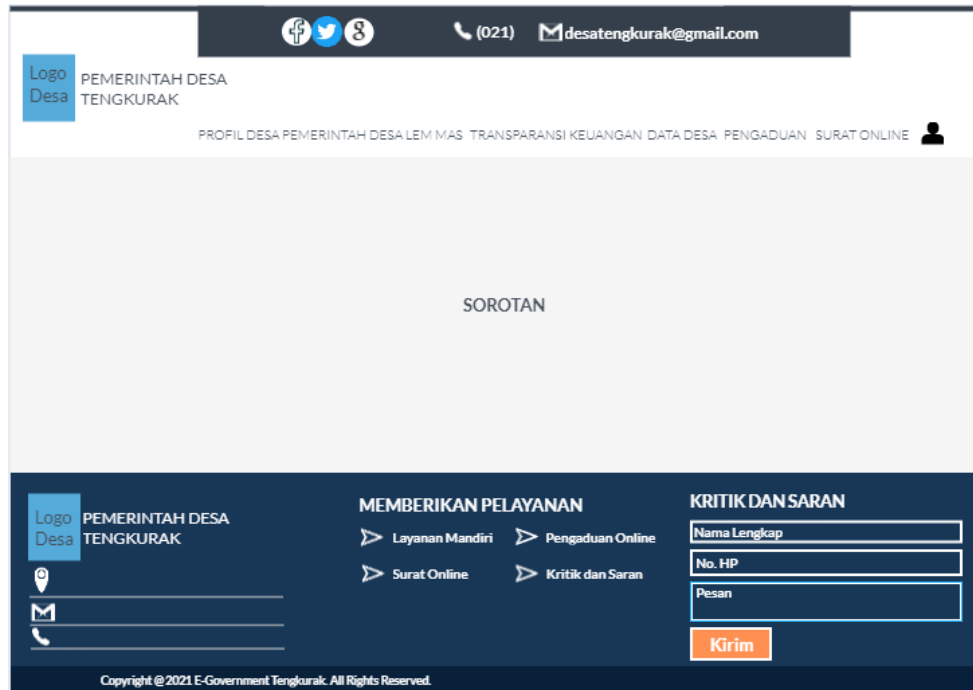 (021) desatengkurak@gmail.com
Logo Desa
PEMERINTAH DESA
TENGKURAK
PROFIL DESA PEMERINTAH DESA LEM MAS TRANSPARANSI KEUANGAN DATA DESA PENGADUAN SURAT ONLINE
SOROTAN
Logo Desa
PEMERINTAH DESA
TENGKURAK
MEMBERIKAN PELAYANAN
Layanan Mandiri Pengaduan Online
Surat Online Kritik dan Saran
KRITIK DAN SARAN
Nama Lengkap
No. HP
Pesan
Kirim
Copyright @ 2021 E-Government Tengkurak. All Rights Reserved.